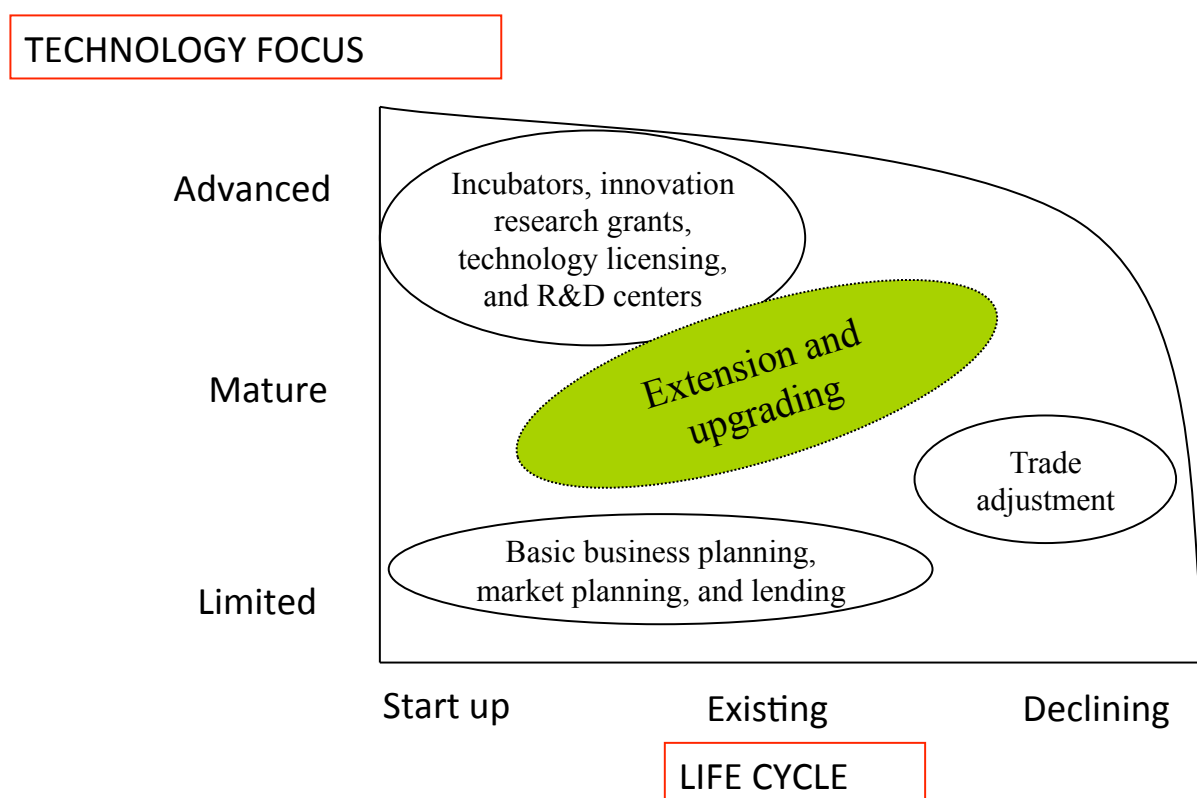 TECHNOLOGY FOCUS
Advanced
Incubators, innovation
research grants,
technology licensing,
and R&D centers
Mature
Extension and
upgrading
Trade
adjustment
Basic business planning,
market planning, and lending
Limited
Start up
Existing
Declining
LIFE CYCLE